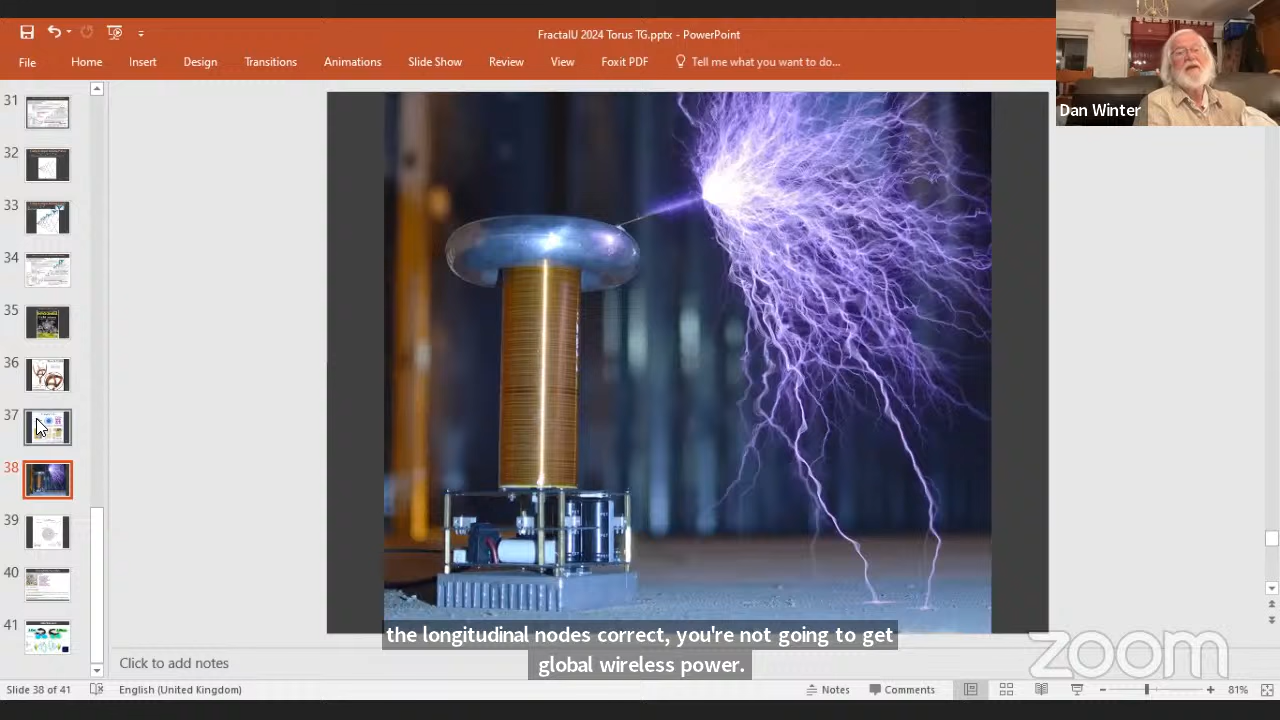 FractalU 2024 Torus TG.pptx - PowerPoint
File Home Insert Design Transitions Animations Slide Show Review View Foxit PDF Tell me what you want to do...
Dan Winter
31
32
33
34
35
36
37
38
39
40
41
the longitudinal nodes correct, you're not going to get
global wireless power.
Click to add notes
zoom
Slide 38 of 41 English (United Kingdom) Notes Comments 81%